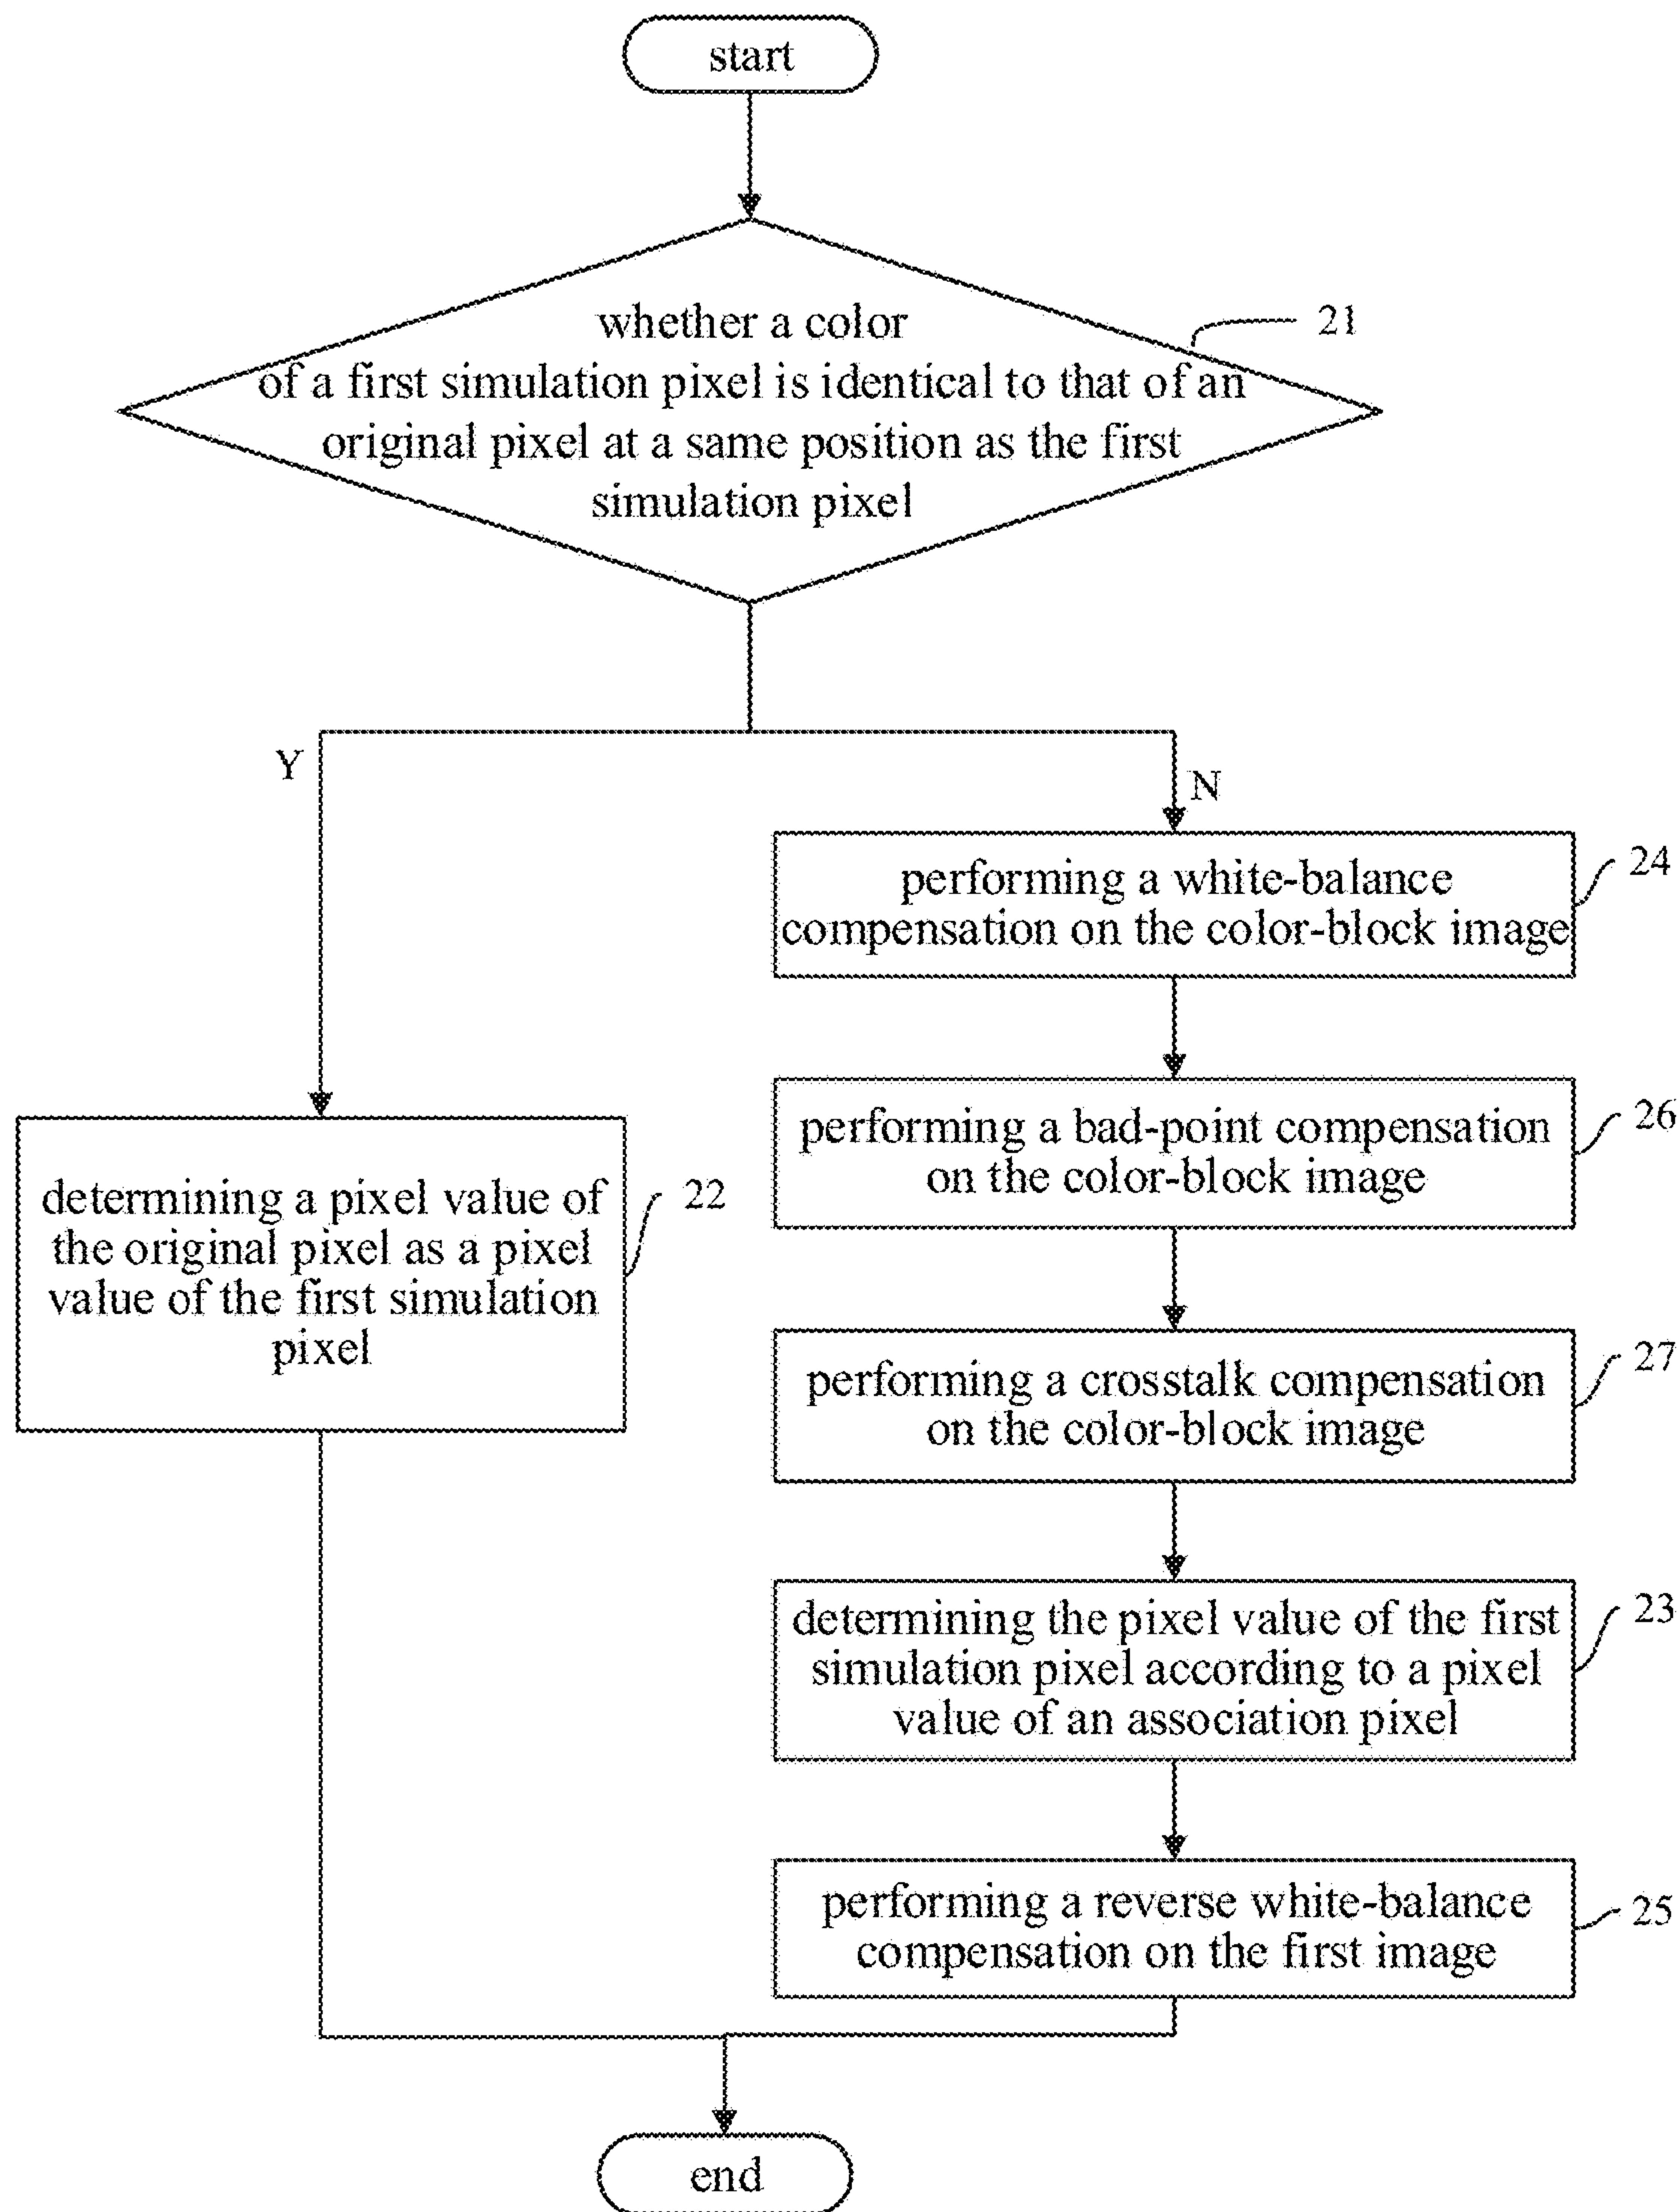 start
whether a color
of a first simulation pixel is identical to that of an
original pixel at a same position as the first
simulation pixel
21
Y
N
performing a white-balance
compensation on the color-block image
24
performing a bad-point compensation
on the color-block image
26
determining a pixel value of
the original pixel as a pixel
value of the first simulation
pixel
22
performing a crosstalk compensation
on the color-block image
27
determining the pixel value of the first
simulation pixel according to a pixel
value of an association pixel
23
performing a reverse white-balance
compensation on the first image
25
end